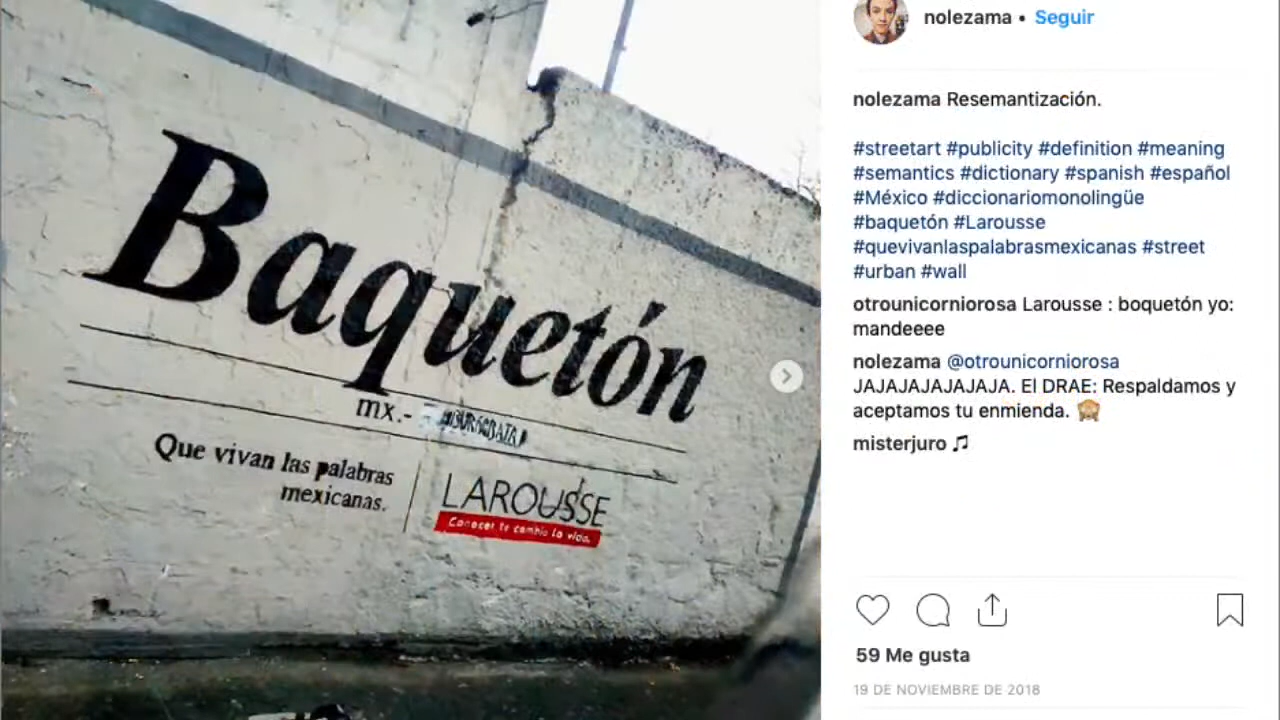 Baquetón
mx.-
Que vivan las palabras
mexicanas.
LAROUSSE
Conocer te cambia la vida.
nolezama • Seguir
nolezama Resemantización.
#streetart #publicity #definition #meaning
#semantics #dictionary #spanish #español
#México #diccionariomonolingüe
#baquetón #Larousse
#quevivanlaspalabrasmexicanas #street
#urban #wall
otrounicorniorosa Larousse : boquetón yo:
mandeeee
nolezama @otrounicorniorosa
JAJAJAJAJAJAJA. El DRAE: Respaldamos y
aceptamos tu enmienda. 🙈
misterjuro 🎵
59 Me gusta
19 DE NOVIEMBRE DE 2018